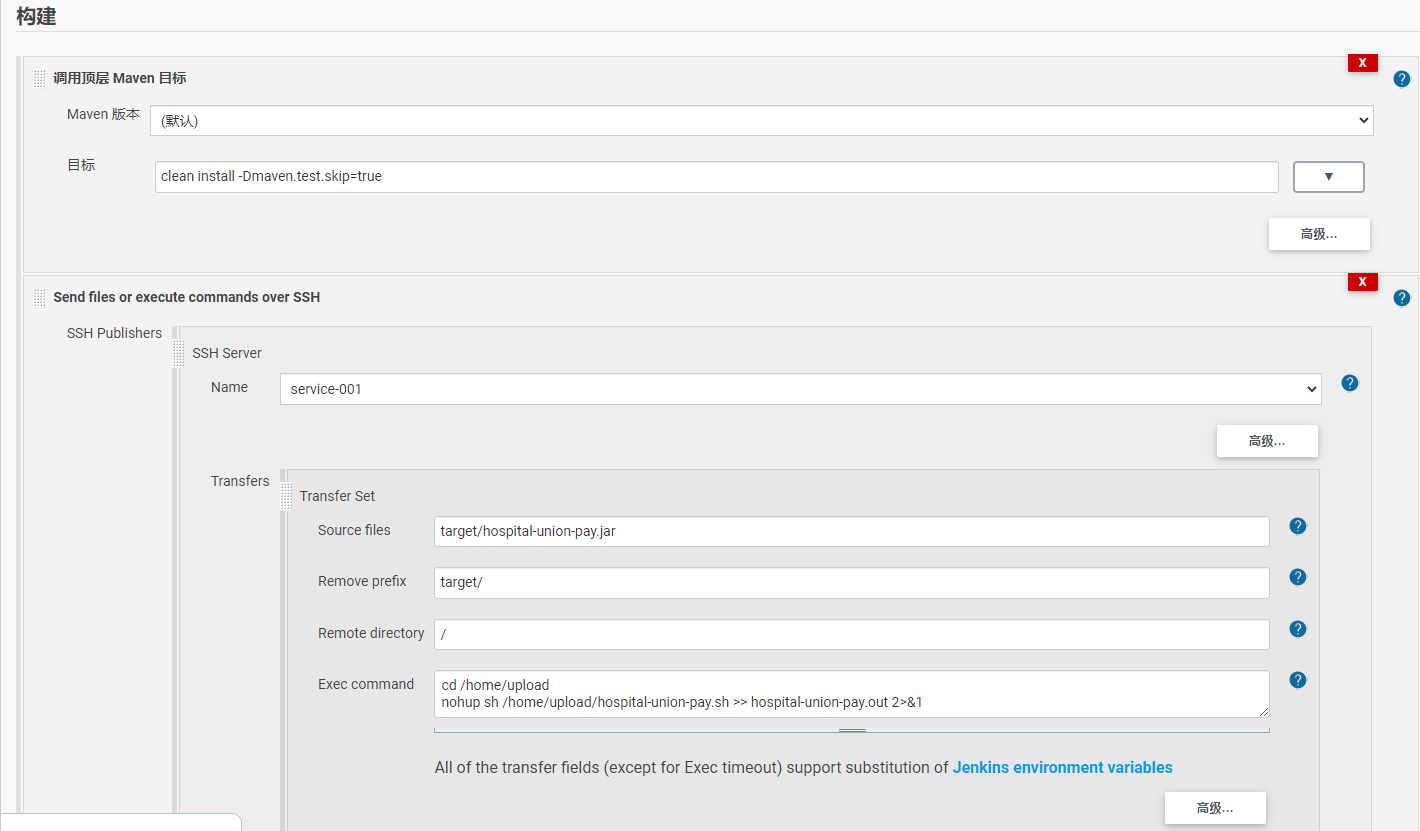 构建
调用顶层 Maven 目标
X
?
Maven 版本
(默认)
目标
clean install -Dmaven.test.skip=true
▼
高级...
Send files or execute commands over SSH
X
?
SSH Publishers
SSH Server
Name
service-001
?
高级...
Transfers
Transfer Set
Source files
target/hospital-union-pay.jar
?
Remove prefix
target/
?
Remote directory
/
?
Exec command
cd /home/upload
nohup sh /home/upload/hospital-union-pay.sh >> hospital-union-pay.out 2>&1
?
All of the transfer fields (except for Exec timeout) support substitution of Jenkins environment variables
高级...